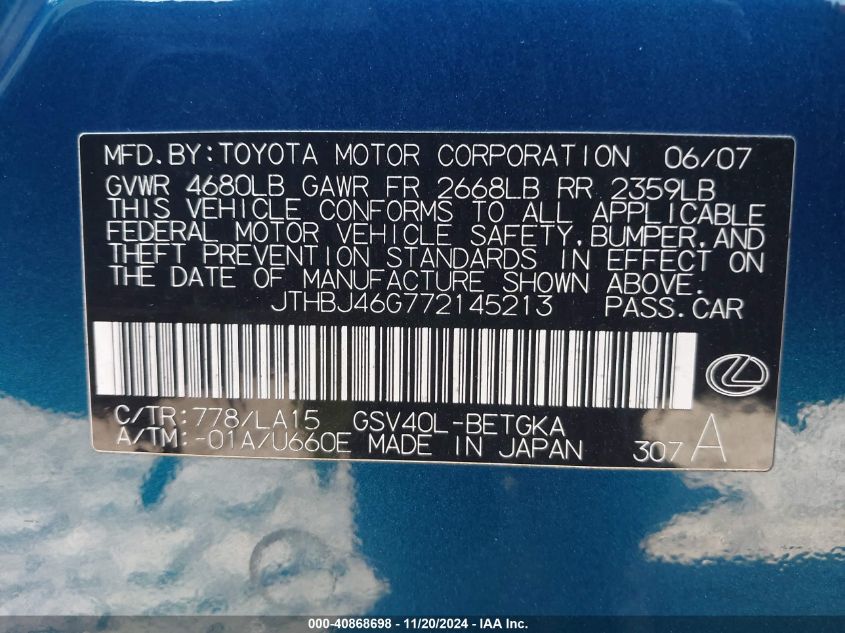 MFD.BY:TOYOTA MOTOR CORPORATION 06/07
GVWR 4680LB GAWR FR 2668LB RR 2359LB
THIS VEHICLE CONFORMS TO ALL APPLICABLE
FEDERAL MOTOR VEHICLE SAFETY,BUMPER,AND
THEFT PREVENTION STANDARDS IN EFFECT ON
THE DATE OF MANUFACTURE SHOWN ABOVE.
JTHBJ46G772145213 PASS.CAR
C/TR:778/LA15 GSV40L-BETGKA
A/TM:-01A/U660E MADE IN JAPAN 307A
000-40868698 - 11/20/2024 - IAA Inc.